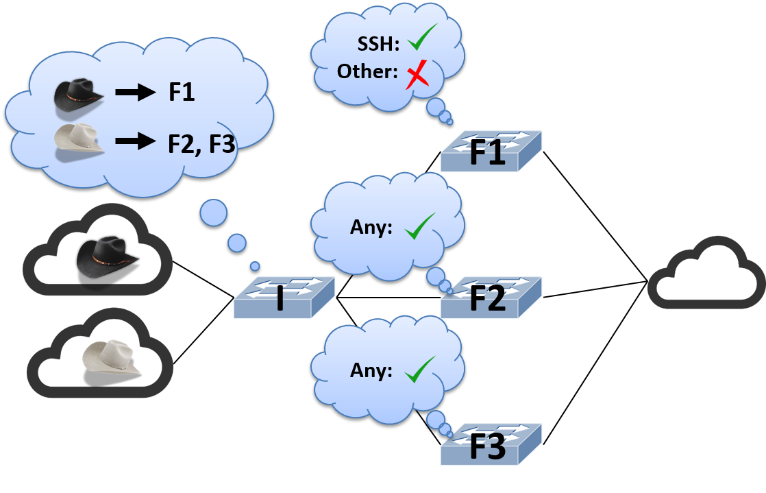 SSH:
Other:
F1
F2, F3
F1
Any:
I
F2
Any:
F3